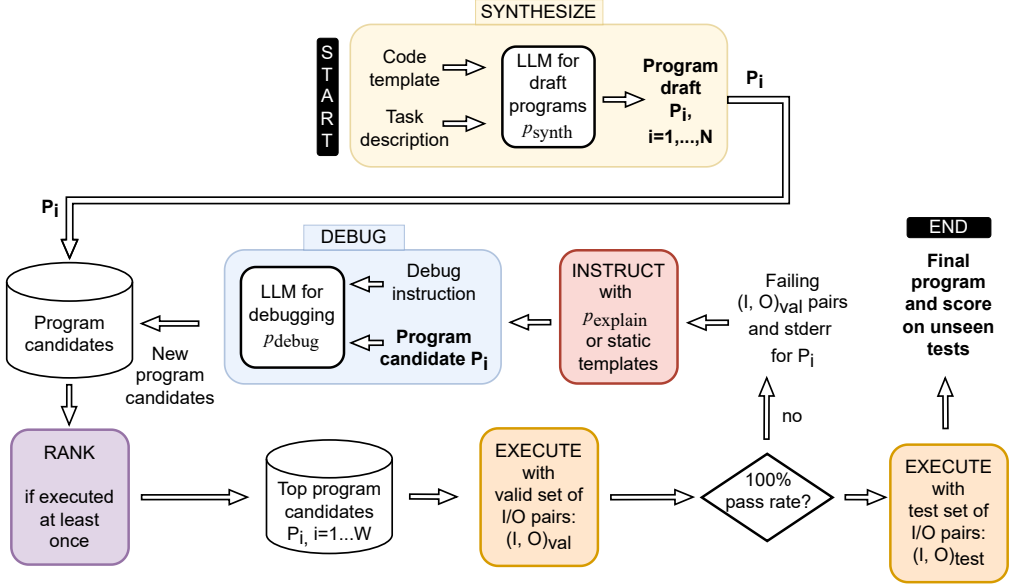 SYNTHESIZE
START
Code
template
Task
description
LLM for
draft
programs
p_synth
Program
draft
P_i,
i=1,...,N
P_i
P_i
Program
candidates
New
program
candidates
DEBUG
LLM for
debugging
p_debug
Debug
instruction
Program
candidate P_i
INSTRUCT
with
p_explain
or static
templates
Failing
(I, O)_val pairs
and stderr
for P_i
no
END
Final
program
and score
on unseen
tests
RANK
if executed
at least
once
Top program
candidates
P_i, i=1...W
EXECUTE
with
valid set of
I/O pairs:
(I, O)_val
100%
pass rate?
EXECUTE
with
test set of
I/O pairs:
(I, O)_test